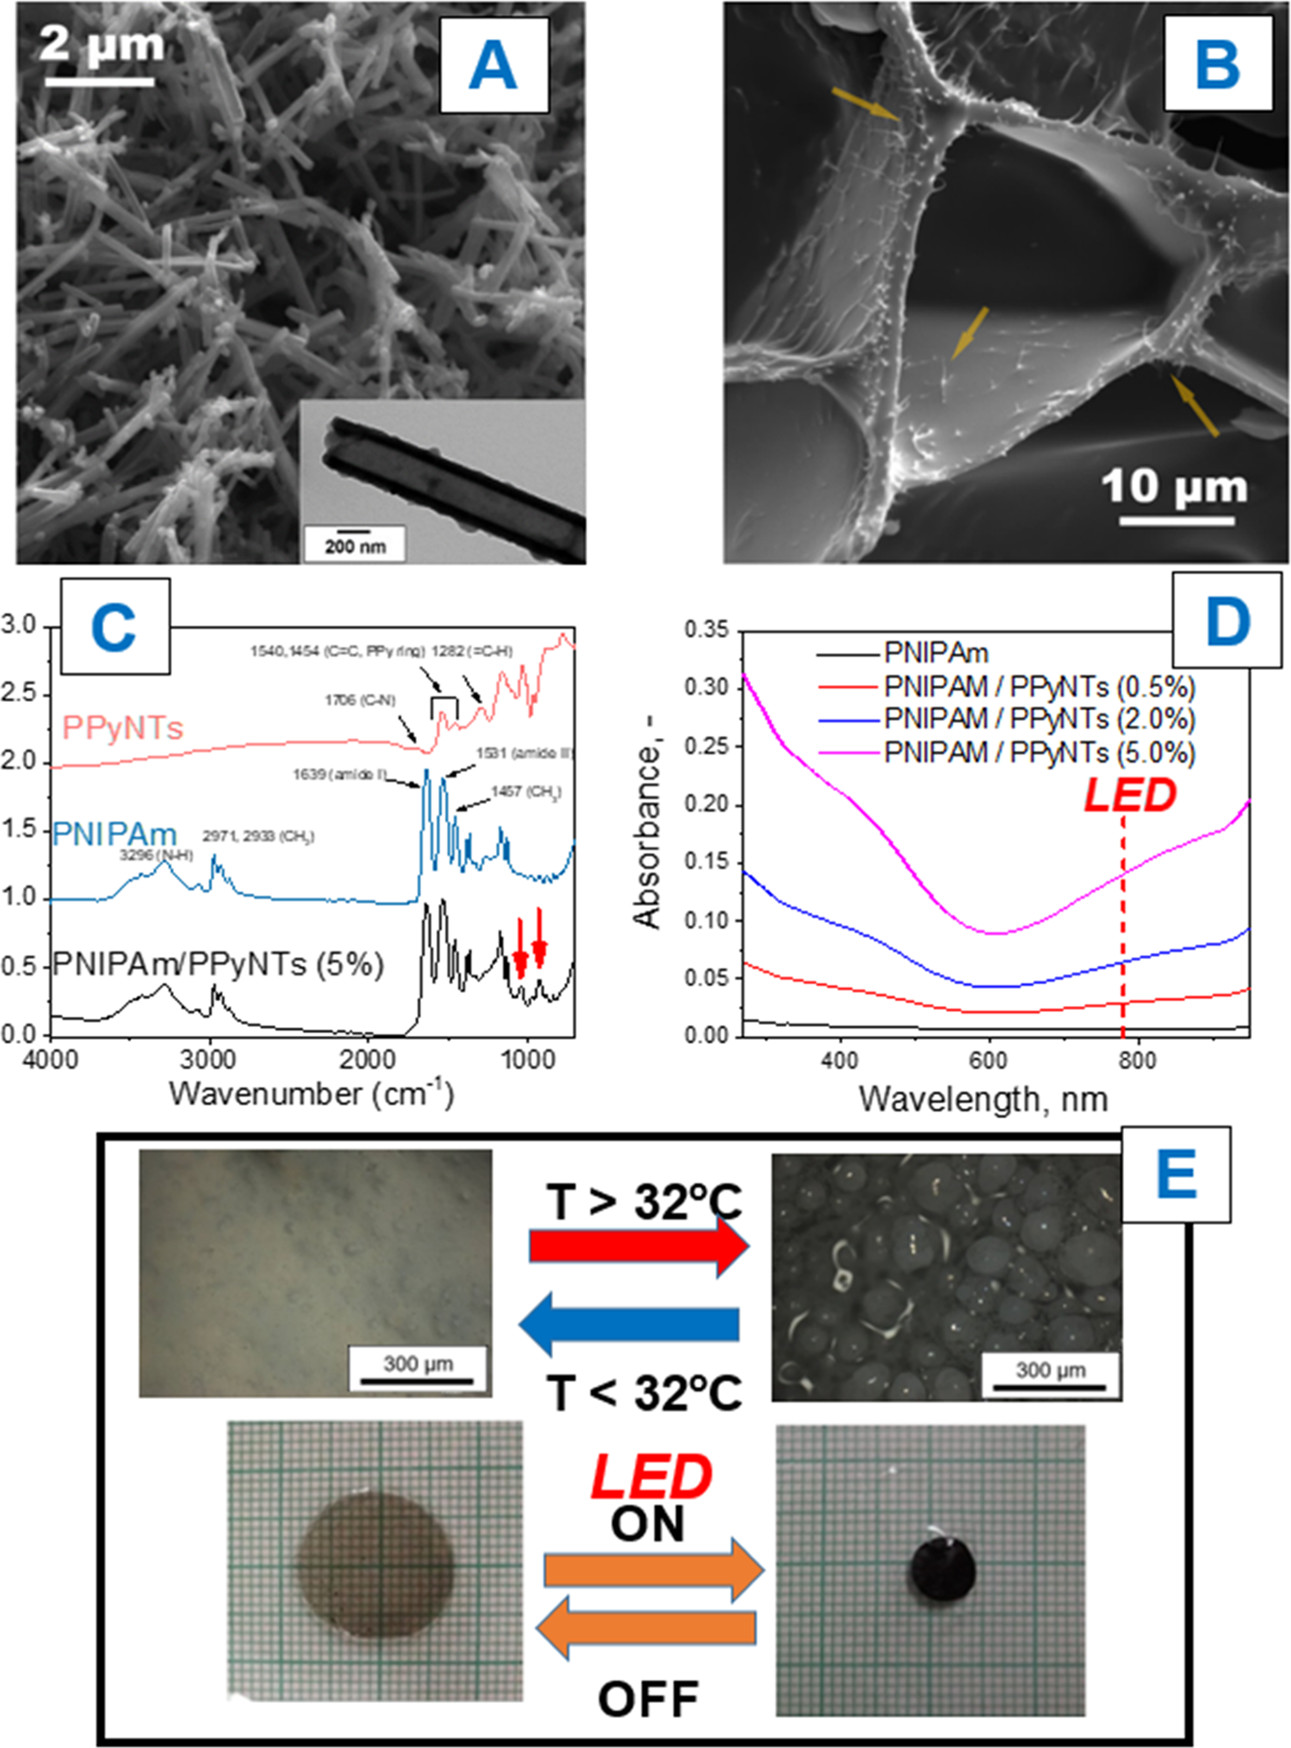 2 µm
A
200 nm
B
10 µm
C
3.0
2.5
2.0
1.5
1.0
0.5
0.0
1540,1454 (C=C, PPy ring) 1282 (=C-H)
1706 (C-N)
PPyNTs
1531 (amide II)
1639 (amide I)
1457 (CH3)
PNIPAm
2971, 2933 (CH3)
3296 (N-H)
PNIPAm/PPyNTs (5%)
4000
3000
2000
1000
Wavenumber (cm-1)
D
0.35
0.30
0.25
0.20
0.15
0.10
0.05
0.00
Absorbance, -
PNIPAm
PNIPAM / PPyNTs (0.5%)
PNIPAM / PPyNTs (2.0%)
PNIPAM / PPyNTs (5.0%)
LED
400
600
800
Wavelength, nm
E
T > 32ºC
300 µm
300 µm
T < 32ºC
LED
ON
OFF